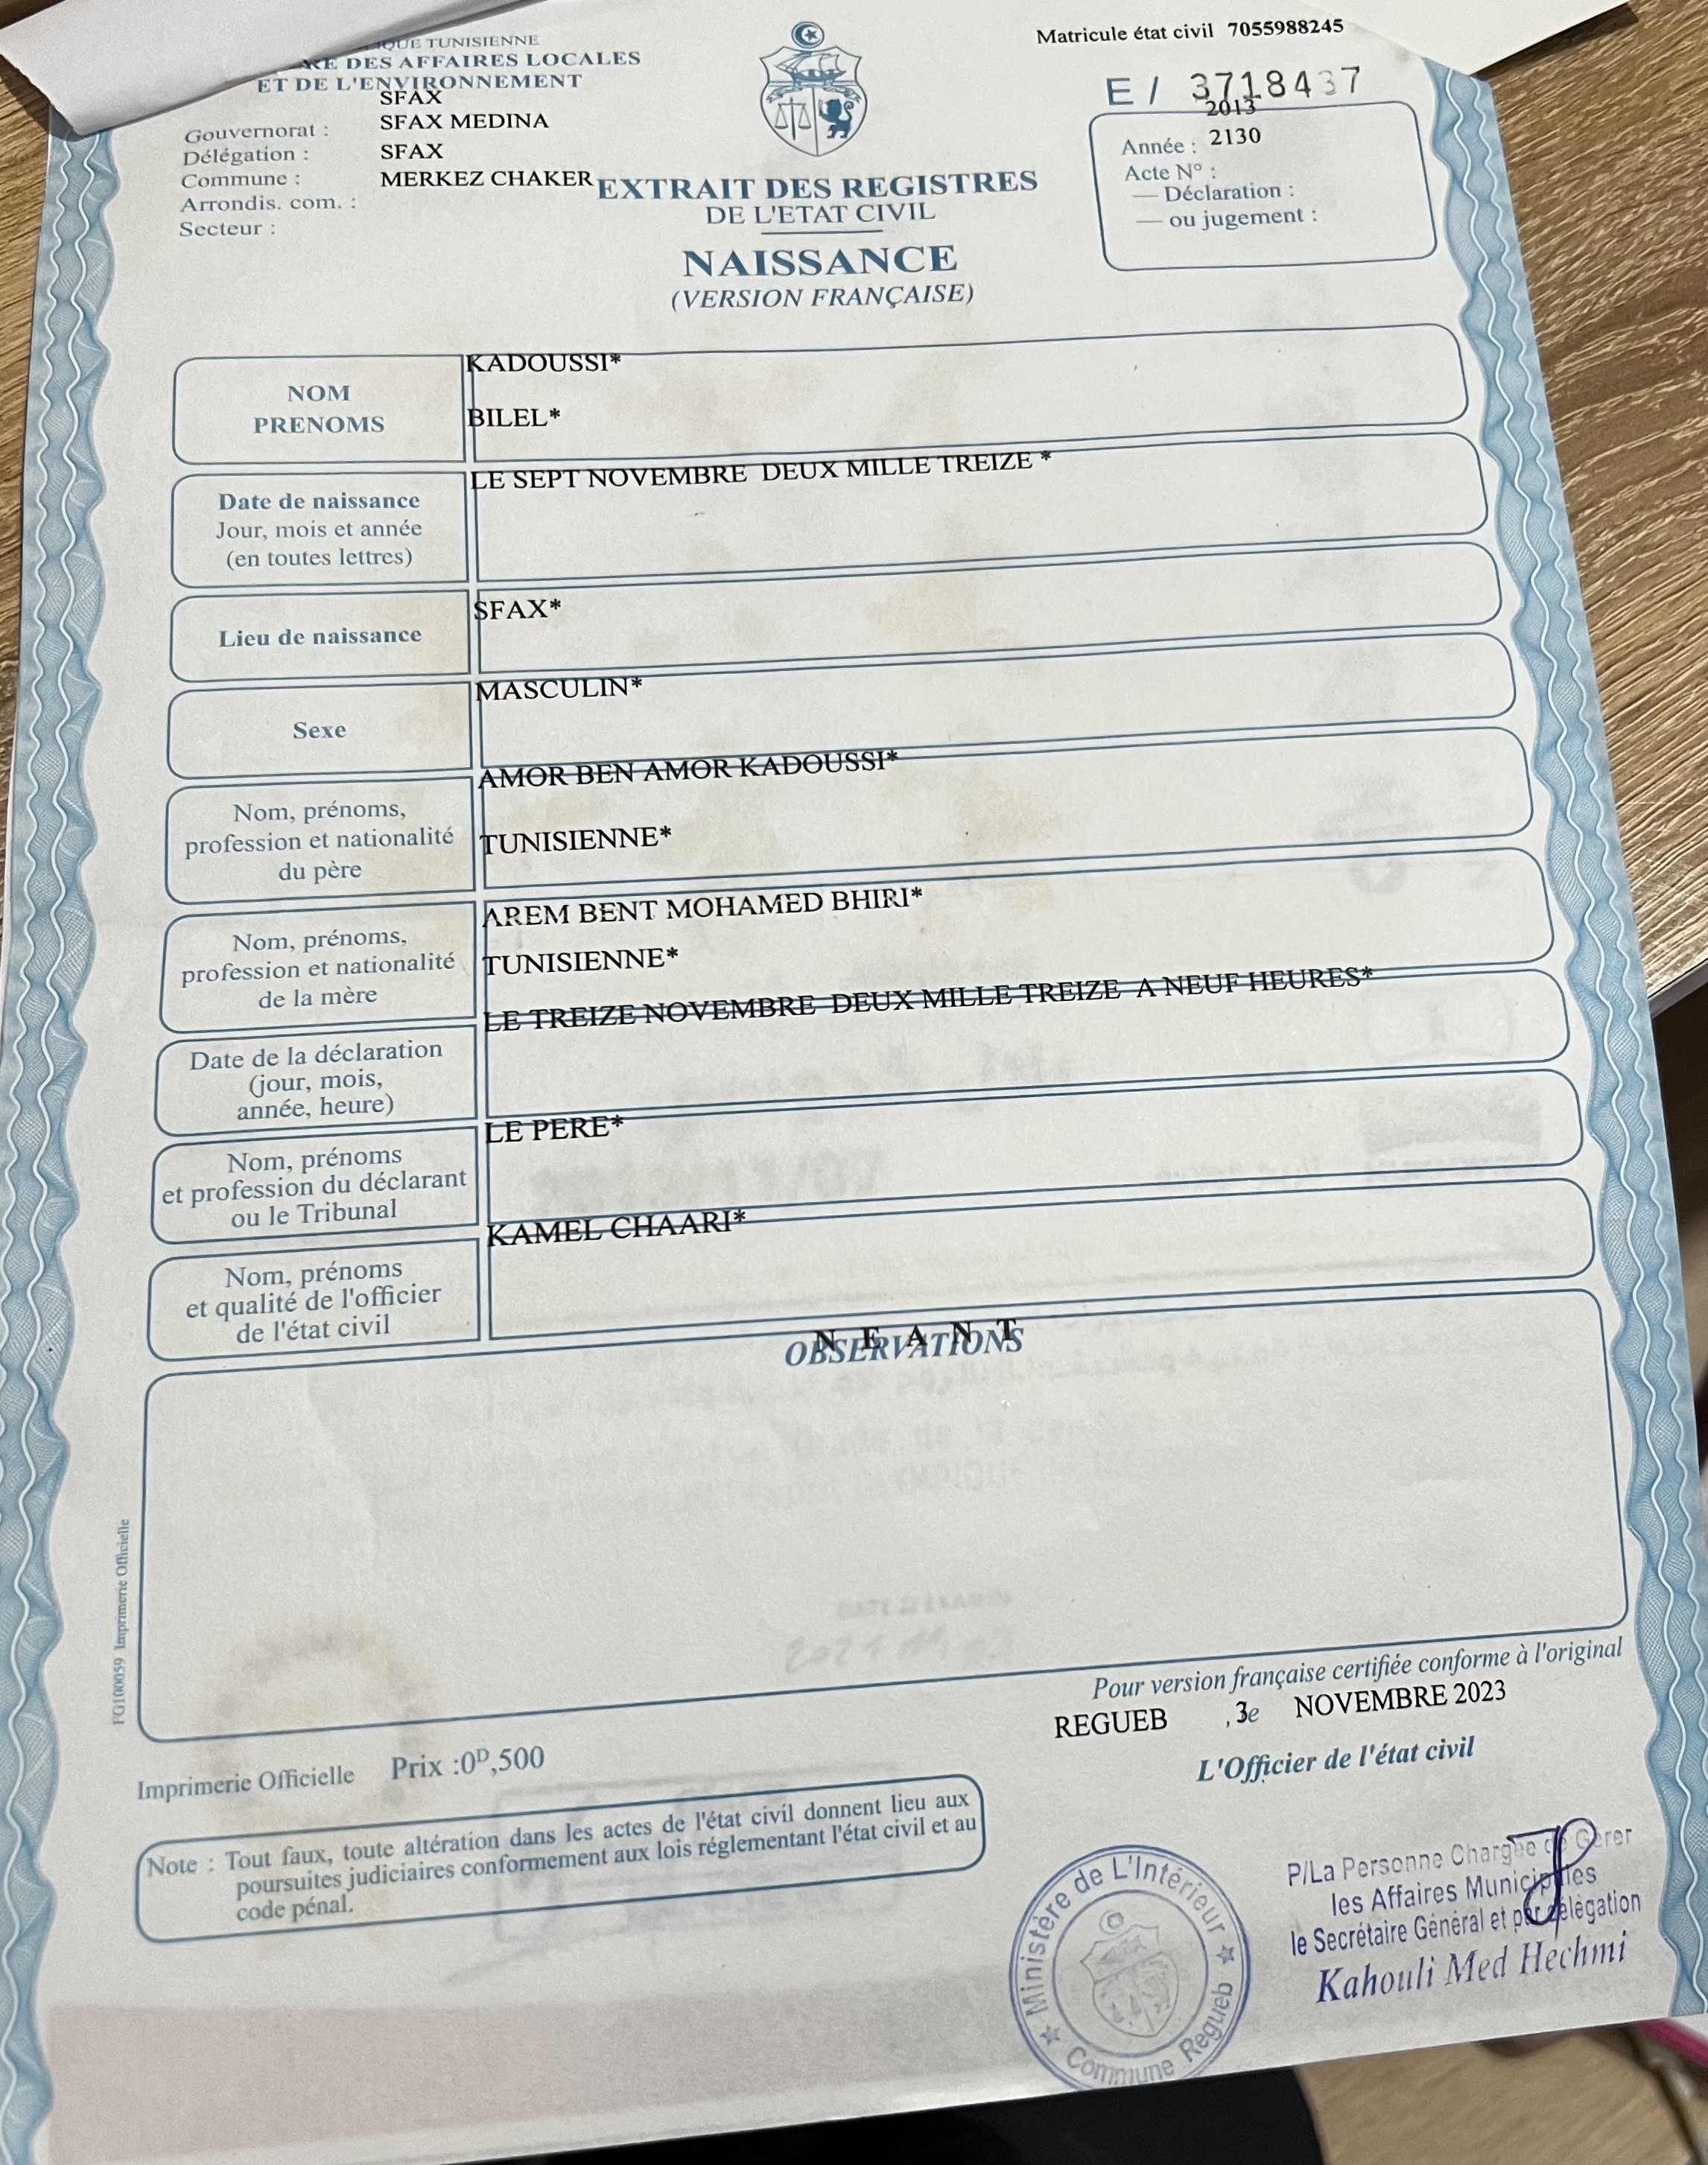 QUE TUNISIENNE
RE DES AFFAIRES LOCALES
ET DE L'ENVIRONNEMENT
Matricule état civil 7055988245
E / 3718437
SFAX
Gouvernorat : SFAX MEDINA
Délégation : SFAX
Commune : MERKEZ CHAKER
Arrondis. com. :
Secteur :
2013
Année : 2130
Acte N° :
— Déclaration :
— ou jugement :
EXTRAIT DES REGISTRES
DE L'ETAT CIVIL
NAISSANCE
(VERSION FRANÇAISE)
NOM
PRENOMS
KADOUSSI*
BILEL*
Date de naissance
Jour, mois et année
(en toutes lettres)
LE SEPT NOVEMBRE DEUX MILLE TREIZE *
Lieu de naissance
SFAX*
Sexe
MASCULIN*
Nom, prénoms,
profession et nationalité
du père
AMOR BEN AMOR KADOUSSI*
TUNISIENNE*
Nom, prénoms,
profession et nationalité
de la mère
AREM BENT MOHAMED BHIRI*
TUNISIENNE*
Date de la déclaration
(jour, mois,
année, heure)
LE TREIZE NOVEMBRE DEUX MILLE TREIZE A NEUF HEURES*
Nom, prénoms
et profession du déclarant
ou le Tribunal
LE PERE*
Nom, prénoms
et qualité de l'officier
de l'état civil
KAMEL CHAARI*
N E A N T
OBSERVATIONS
FG100059 Imprimerie Officielle
Pour version française certifiée conforme à l'original
REGUEB , 3e NOVEMBRE 2023
L'Officier de l'état civil
Imprimerie Officielle Prix :0ᴰ,500
Note : Tout faux, toute altération dans les actes de l'état civil donnent lieu aux
poursuites judiciaires conformement aux lois réglementant l'état civil et au
code pénal.
Ministère de L'Intérieur
Commune Regueb
P/La Personne Chargée de Gérer
les Affaires Municipales
le Secrétaire Général et par délégation
Kahouli Med Hechmi